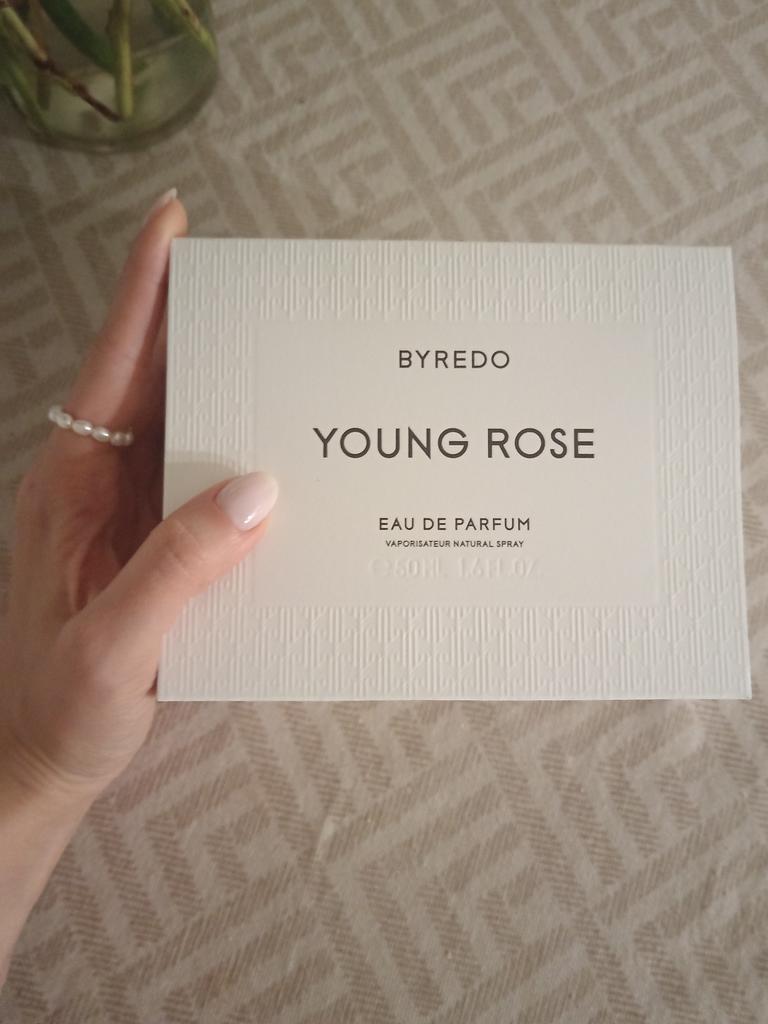 BYREDO
YOUNG ROSE
EAU DE PARFUM
VAPORISATEUR NATURAL SPRAY
℮ 50 ML 1.6 FL.OZ.